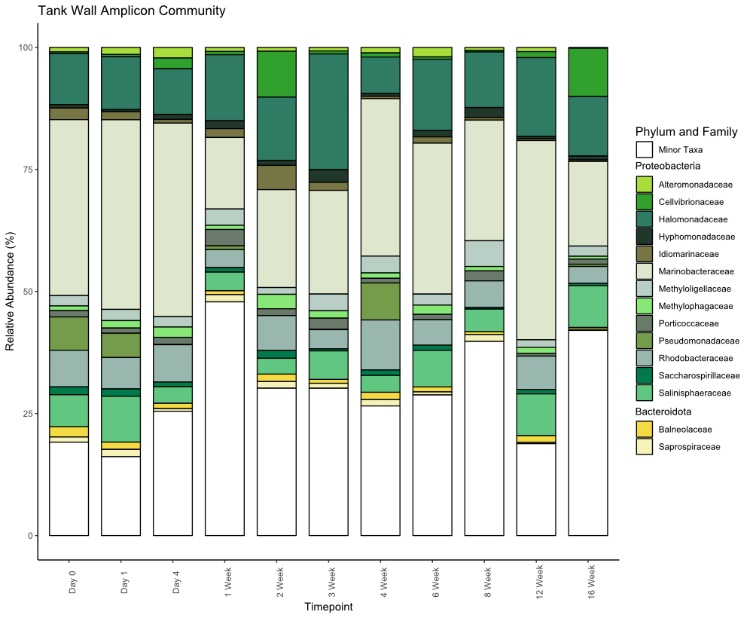 Tank Wall Amplicon Community
Relative Abundance (%)
100
75
50
25
0
Day 0
Day 1
Day 4
1 Week
2 Week
3 Week
4 Week
6 Week
8 Week
12 Week
16 Week
Timepoint
Phylum and Family
Minor Taxa
Proteobacteria
Alteromonadaceae
Cellvibrionaceae
Halomonadaceae
Hyphomonadaceae
Idiomarinaceae
Marinobacteraceae
Methyloligellaceae
Methylophagaceae
Porticoccaceae
Pseudomonadaceae
Rhodobacteraceae
Saccharospirillaceae
Salinisphaeraceae
Bacteroidota
Balneolaceae
Saprospiraceae